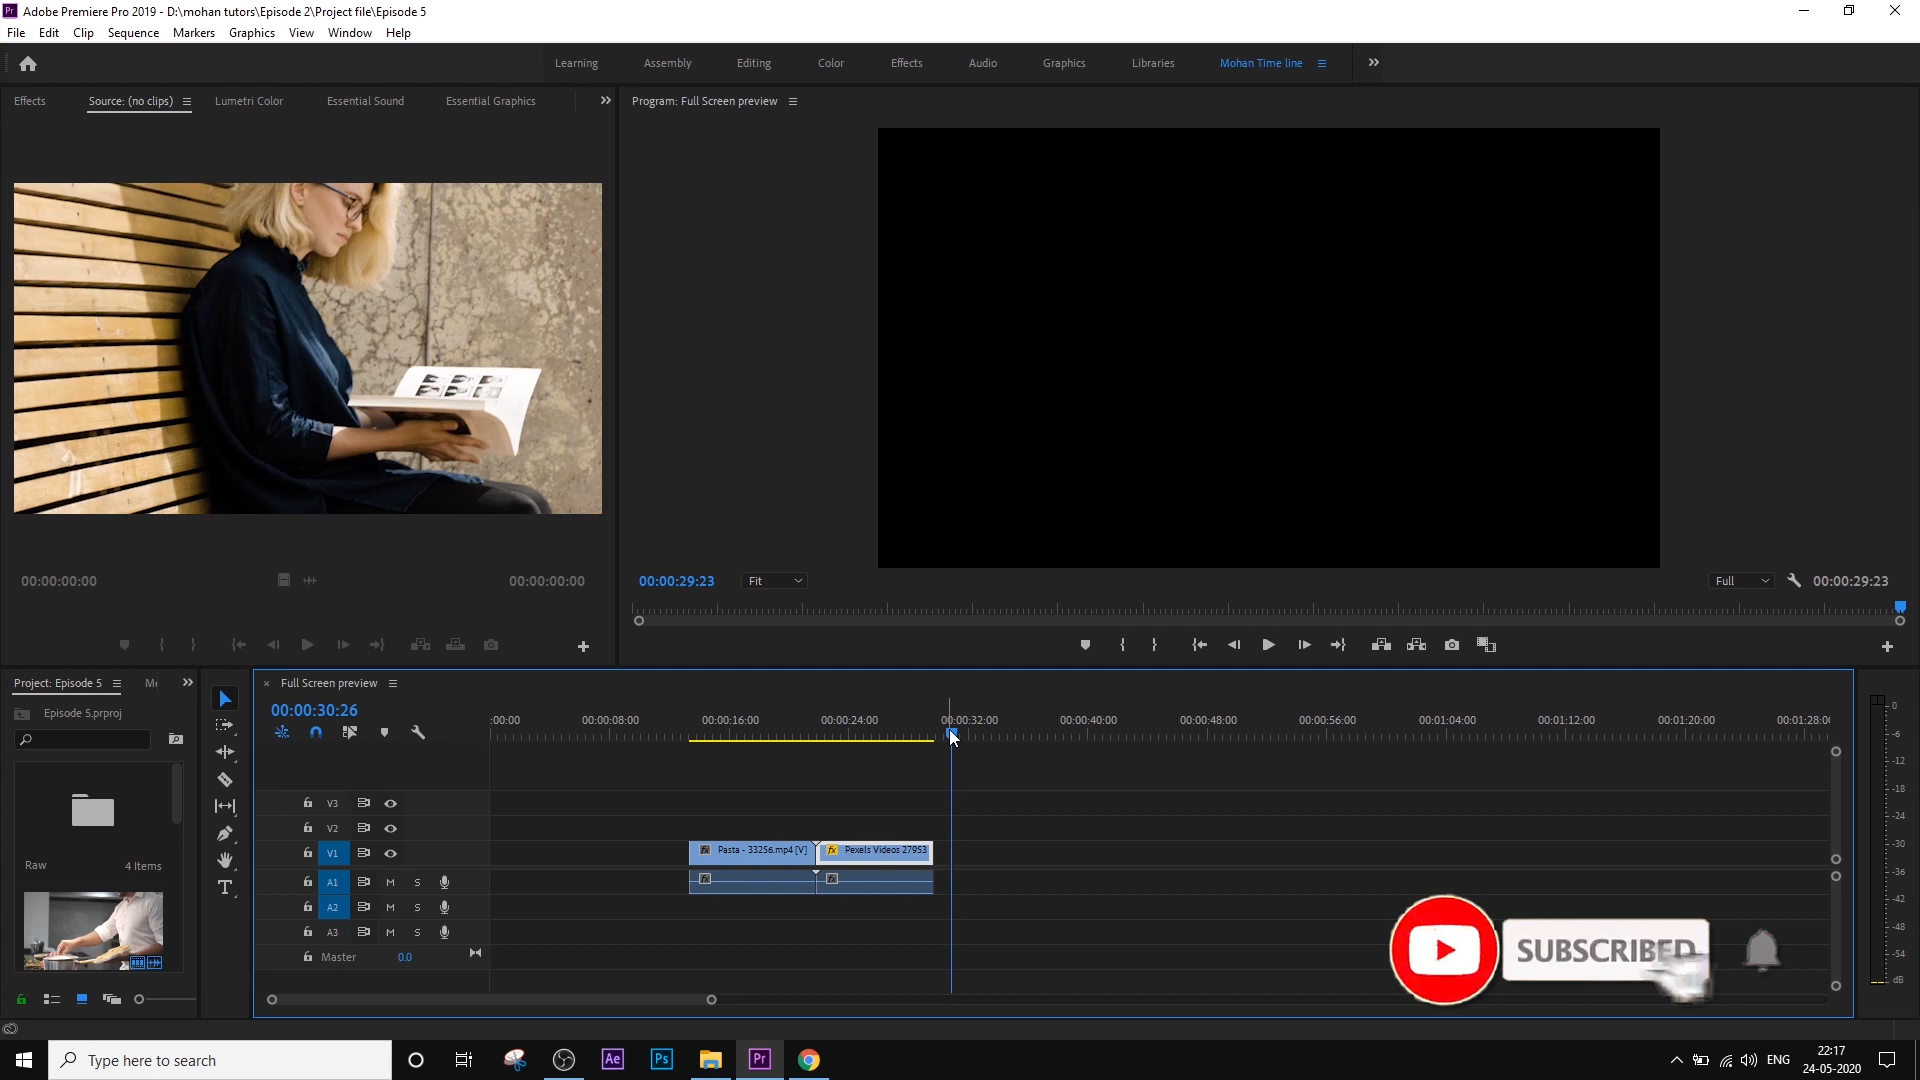 Adobe Premiere Pro 2019 - D:\mohan tutors\Episode 2\Project file\Episode 5
File Edit Clip Sequence Markers Graphics View Window Help
Learning Assembly Editing Color Effects Audio Graphics Libraries Mohan Time line
Effects Source: (no clips) Lumetri Color Essential Sound Essential Graphics
Program: Full Screen preview
00:00:00:00 00:00:00:00
00:00:29:23 Fit Full 00:00:29:23
Project: Episode 5
Episode 5.prproj
Raw 4 Items
Full Screen preview
00:00:30:26
:00:00 00:00:08:00 00:00:16:00 00:00:24:00 00:00:32:00 00:00:40:00 00:00:48:00 00:00:56:00 00:01:04:00 00:01:12:00 00:01:20:00 00:01:28:0
V3
V2
V1 fx Pasta - 33256.mp4 [V] fx Pexels Videos 27953
A1 M S fx fx
A2 M S
A3 M S
Master 0.0
0
-6
-12
-18
-24
-30
-36
-42
-48
-54
dB
SUBSCRIBED
Type here to search
Ae Ps Pr
ENG
22:17
24-05-2020